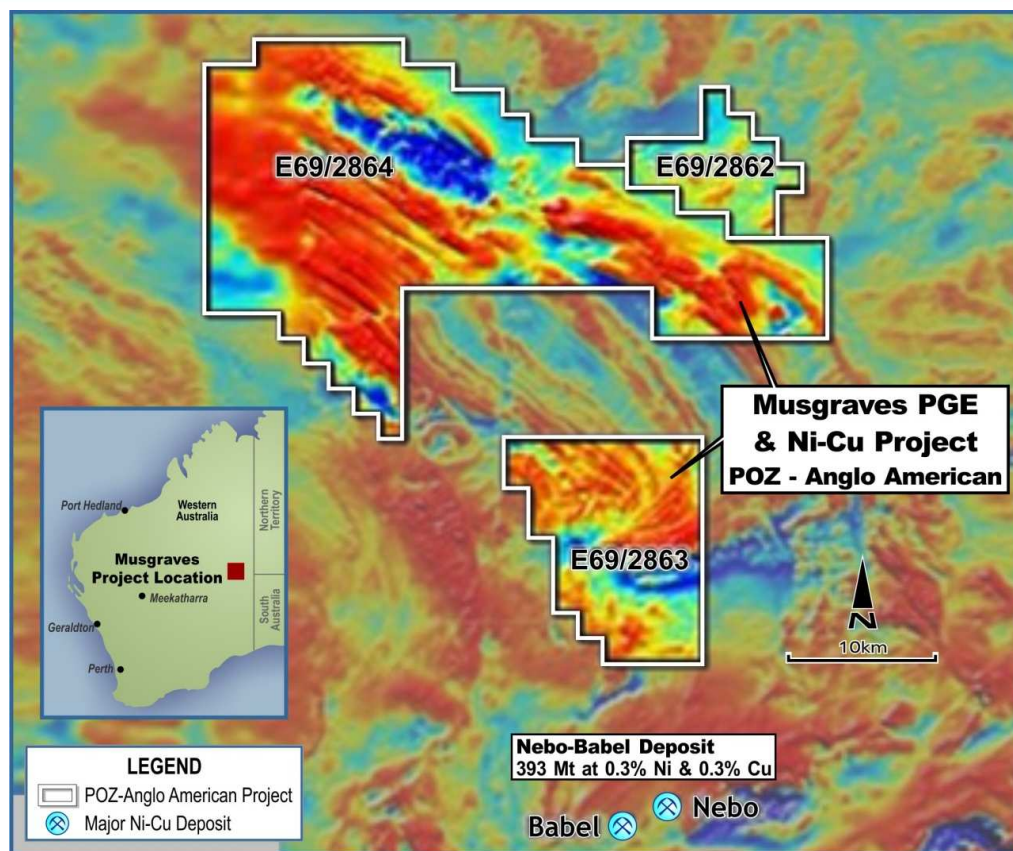 E69/2864
E69/2862
Musgraves PGE
& Ni-Cu Project
POZ - Anglo American
E69/2863
N
10km
Port Hedland
Western
Australia
Northern
Territory
Musgraves
Project Location
Meekatharra
South
Australia
Geraldton
Perth
Nebo-Babel Deposit
393 Mt at 0.3% Ni & 0.3% Cu
Nebo
Babel
LEGEND
POZ-Anglo American Project
Major Ni-Cu Deposit